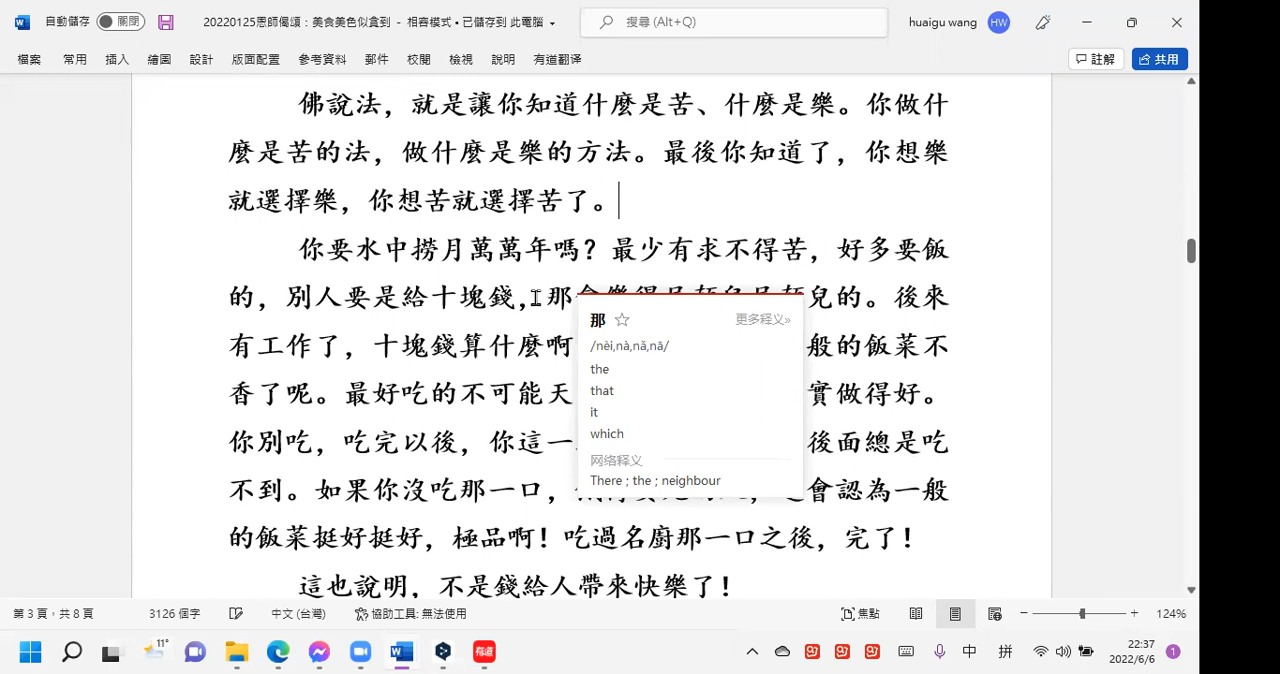 自動儲存 關閉 20220125恩師偈頌：美食美色似貪到 - 相容模式 • 已儲存到 此電腦 搜尋 (Alt+Q) huaigu wang HW
檔案 常用 插入 繪圖 設計 版面配置 參考資料 郵件 校閱 檢視 說明 有道翻译 註解 共用
佛說法，就是讓你知道什麼是苦、什麼是樂。你做什
麼是苦的法，做什麼是樂的方法。最後你知道了，你想樂
就選擇樂，你想苦就選擇苦了。
你要水中撈月萬萬年嗎？最少有求不得苦，好多要飯
的，別人要是給十塊錢，那 兒的。後來
有工作了，十塊錢算什麼啊 般的飯菜不
香了呢。最好吃的不可能天 實做得好。
你別吃，吃完以後，你這一 後面總是吃
不到。如果你沒吃那一口， 會認為一般
的飯菜挺好挺好，極品啊！吃過名廚那一口之後，完了！
這也說明，不是錢給人帶來快樂了！
那 更多释义»
/nèi,nà,nǎ,nā/
the
that
it
which
网络释义
There ; the ; neighbour
第 3 頁，共 8 頁 3126 個字 中文 (台灣) 協助工具: 無法使用 焦點 124%
11° 有道 中 拼 22:37
2022/6/6 1